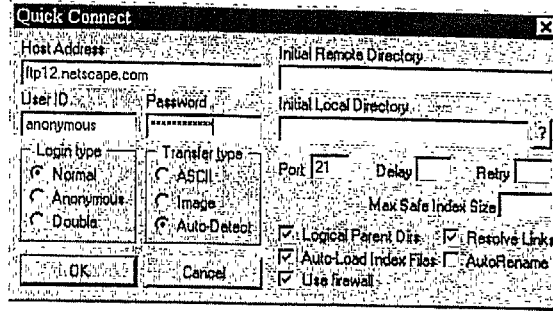 Quick Connect
Host Address
ftp12.netscape.com
User ID
Password
anonymous
************
Login type
Normal
Anonymous
Double
Transfer type
ASCII
Image
Auto-Detect
OK
Cancel
Initial Remote Directory
Initial Local Directory
?
Port 21 Delay Retry
Max Safe Index Size
Logical Parent Dirs Resolve Links
Auto-Load Index Files AutoRename
Use firewall